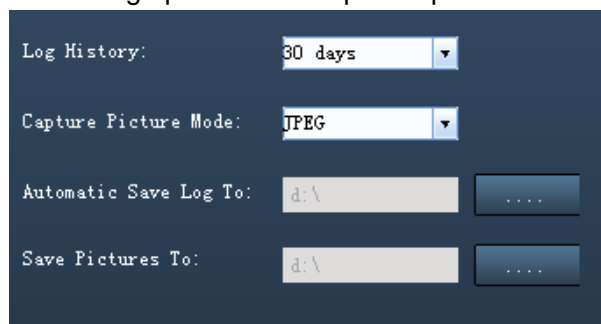 Log History: 30 days
Capture Picture Mode: JPEG
Automatic Save Log To: d:\ ....
Save Pictures To: d:\ ....